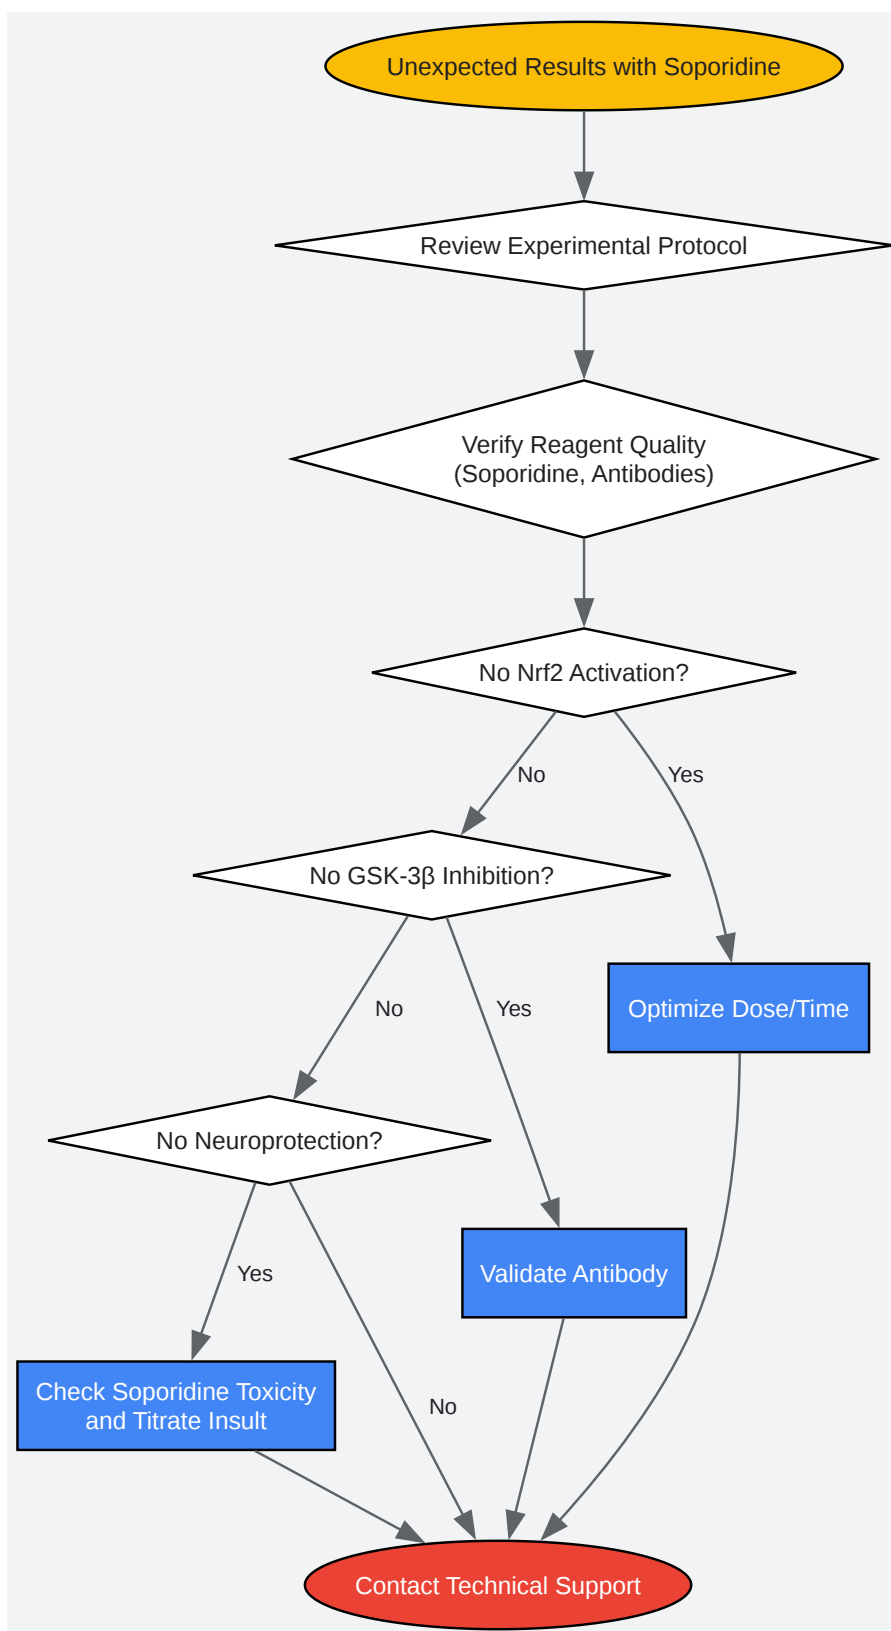 Unexpected Results with Soporidine
Review Experimental Protocol
Verify Reagent Quality
(Soporidine, Antibodies)
No Nrf2 Activation?
No
Yes
No GSK-3β Inhibition?
No
Yes
Optimize Dose/Time
No Neuroprotection?
Yes
Validate Antibody
Check Soporidine Toxicity
and Titrate Insult
No
Contact Technical Support